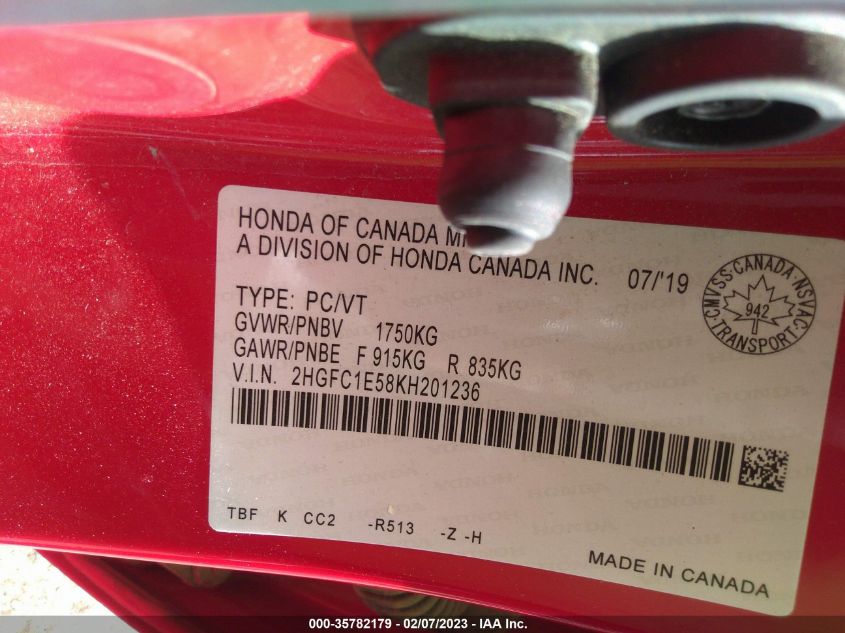 HONDA OF CANADA
A DIVISION OF HONDA CANADA INC. 07/'19
CMVSS CANADA NSVAC
942
TRANSPORT
TYPE: PC/VT
GVWR/PNBV 1750KG
GAWR/PNBE F 915KG R 835KG
V.I.N. 2HGFC1E58KH201236
TBF K CC2 -R513 -Z -H
MADE IN CANADA
000-35782179 - 02/07/2023 - IAA Inc.